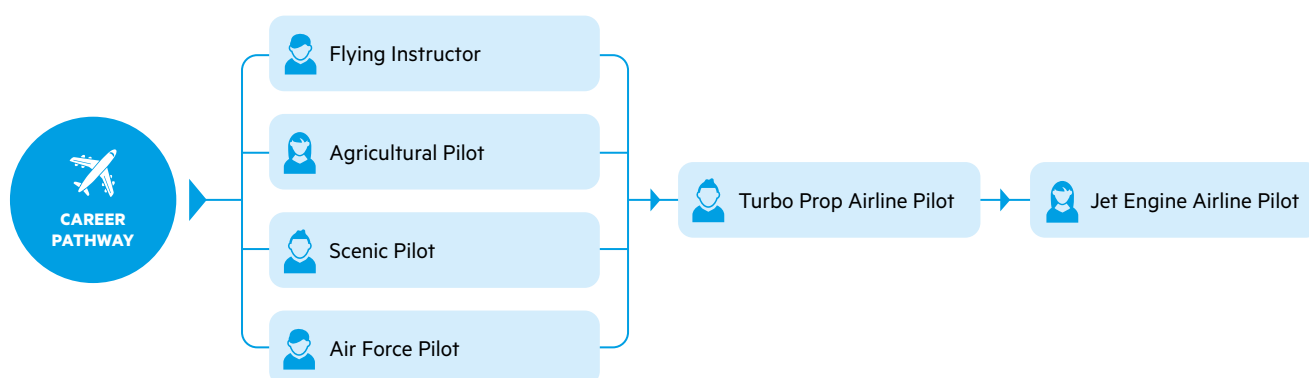 CAREER
PATHWAY
Flying Instructor
Agricultural Pilot
Scenic Pilot
Air Force Pilot
Turbo Prop Airline Pilot
Jet Engine Airline Pilot